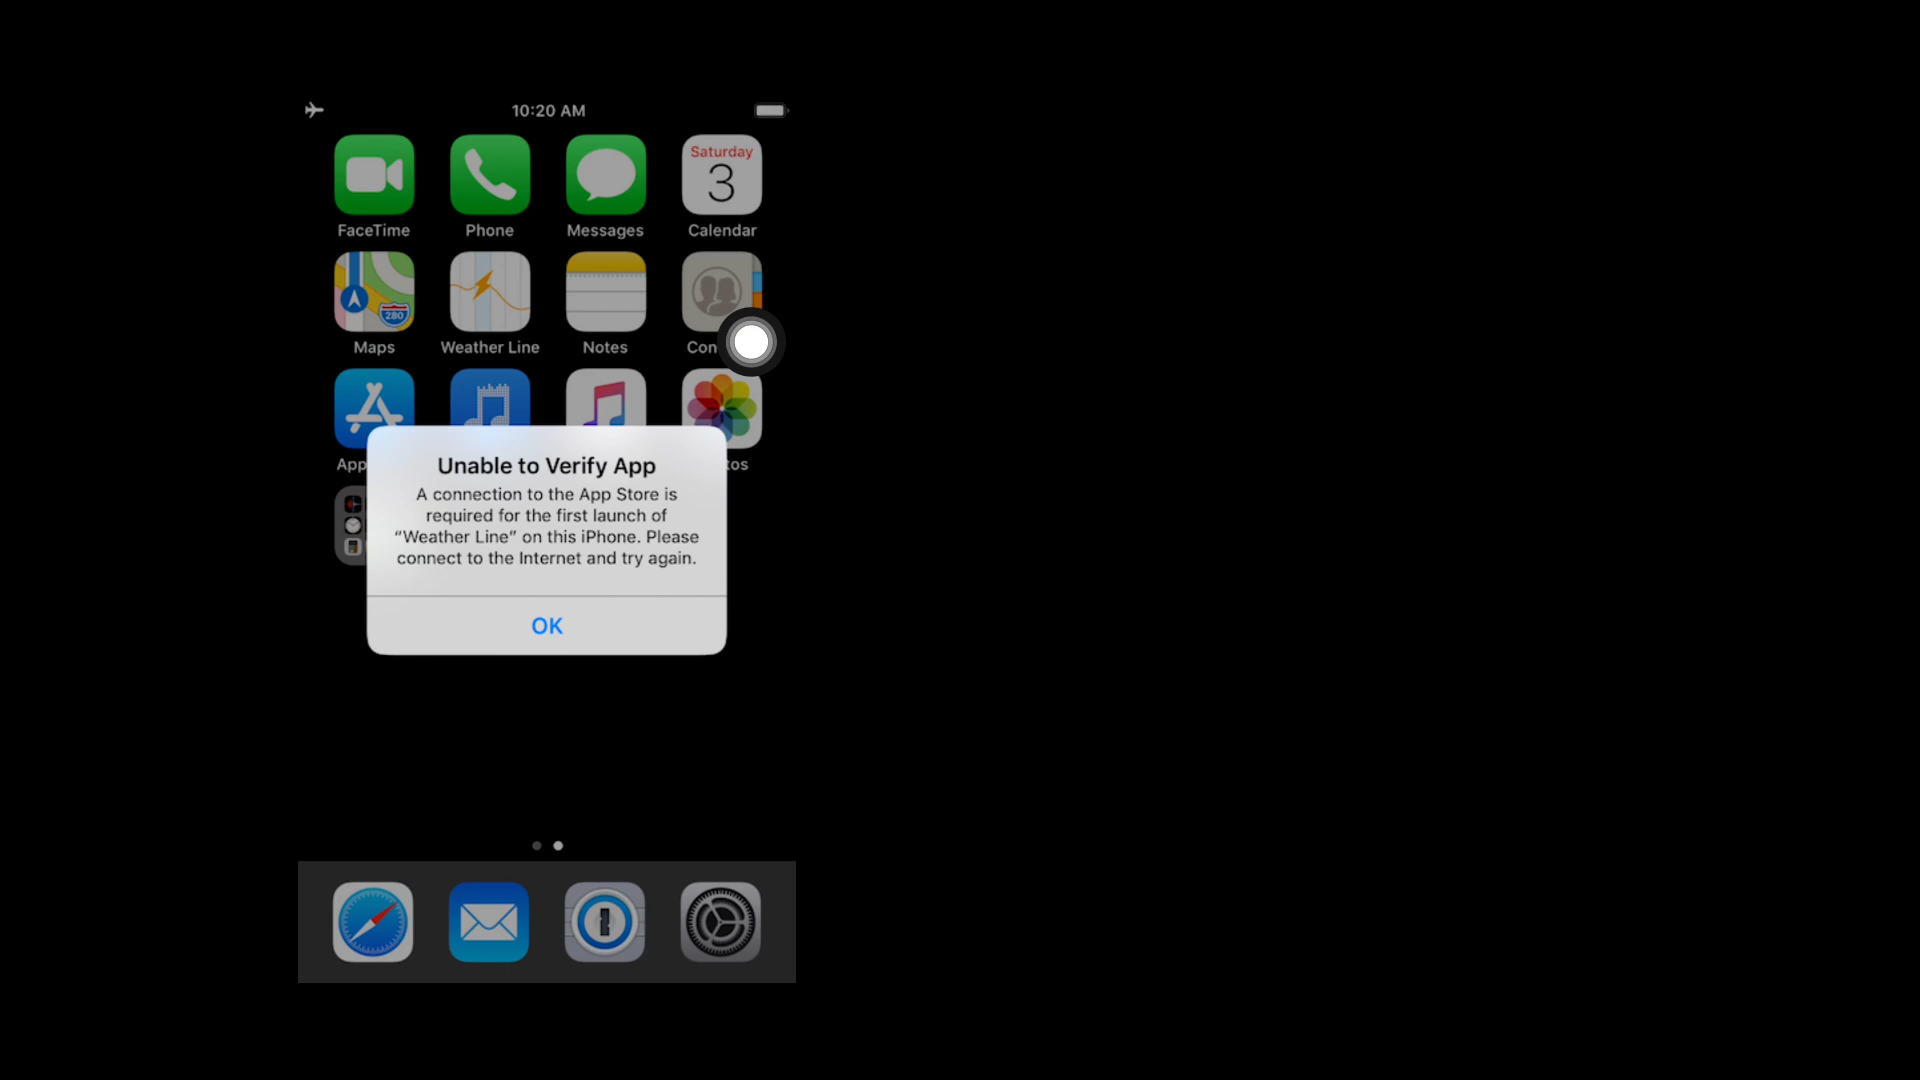 10:20 AM
FaceTime Phone Messages Calendar
Saturday
3
280
Maps Weather Line Notes Con
App tos
Unable to Verify App
A connection to the App Store is
required for the first launch of
“Weather Line” on this iPhone. Please
connect to the Internet and try again.
OK